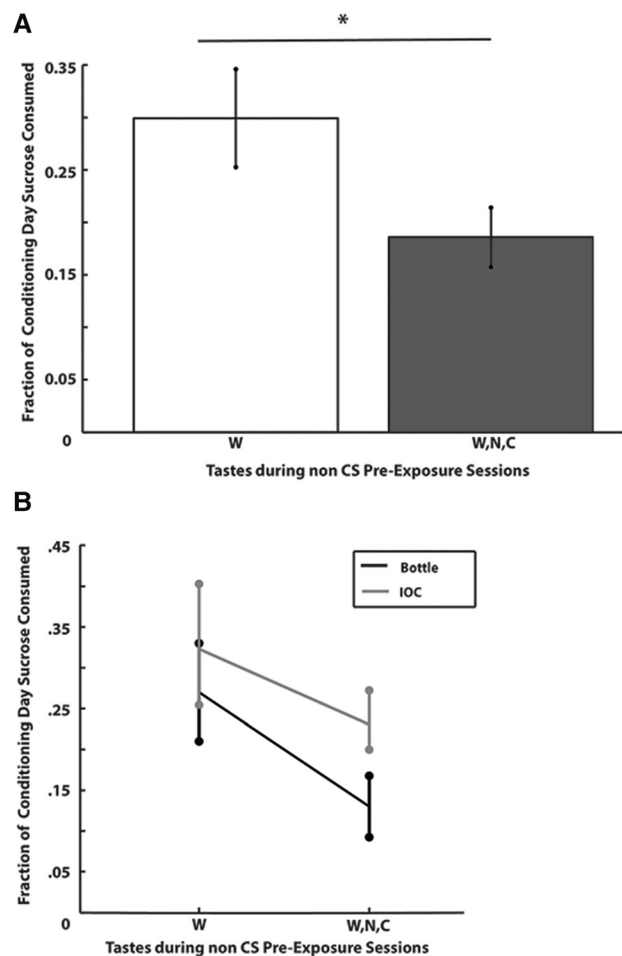 A
*
Fraction of Conditioning Day Sucrose Consumed
0.35
0.25
0.15
0.05
0
W
W,N,C
Tastes during non CS Pre-Exposure Sessions
B
Fraction of Conditioning Day Sucrose Consumed
.45
.35
.25
.15
.05
0
Bottle
IOC
W
W,N,C
Tastes during non CS Pre-Exposure Sessions